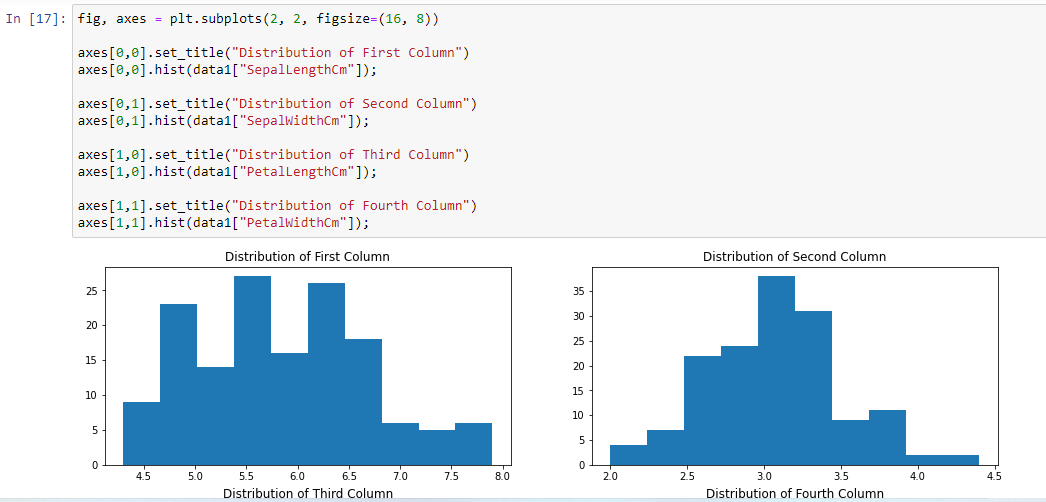 In [17]: fig, axes = plt.subplots(2, 2, figsize=(16, 8))
axes[0,0].set_title("Distribution of First Column")
axes[0,0].hist(data1["SepalLengthCm"]);
axes[0,1].set_title("Distribution of Second Column")
axes[0,1].hist(data1["SepalWidthCm"]);
axes[1,0].set_title("Distribution of Third Column")
axes[1,0].hist(data1["PetalLengthCm"]);
axes[1,1].set_title("Distribution of Fourth Column")
axes[1,1].hist(data1["PetalWidthCm"]);
Distribution of First Column
25
20
15
10
5
0
4.5 5.0 5.5 6.0 6.5 7.0 7.5 8.0
Distribution of Second Column
35
30
25
20
15
10
5
0
2.0 2.5 3.0 3.5 4.0 4.5
Distribution of Third Column
Distribution of Fourth Column